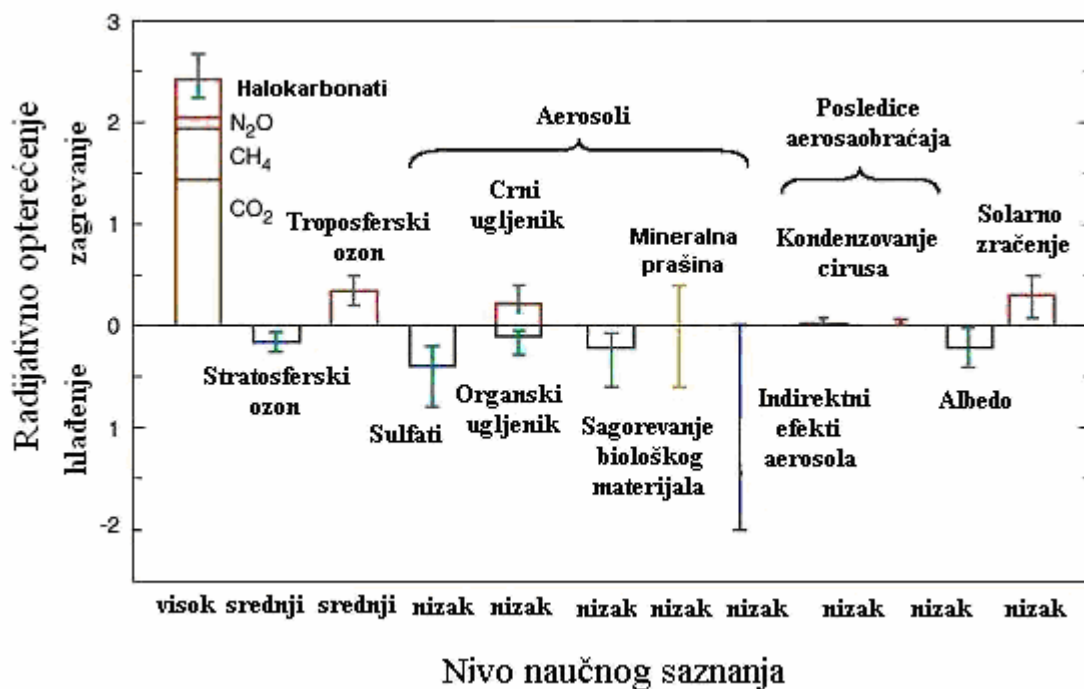 3
2
1
0
1
-2
Radijativno opterećenje
zagrevanje
hlađenje
Halokarbonati
N₂O
CH₄
CO₂
Troposferski
ozon
Stratosferski
ozon
Aerosoli
Crni
ugljenik
Sulfati
Organski
ugljenik
Sagorevanje
biološkog
materijala
Mineralna
prašina
Posledice
aerosaobraćaja
Kondenzovanje
cirusa
Indirektni
efekti
aerosola
Solarno
zračenje
Albedo
visok srednji srednji nizak nizak nizak nizak nizak nizak nizak nizak
Nivo naučnog saznanja